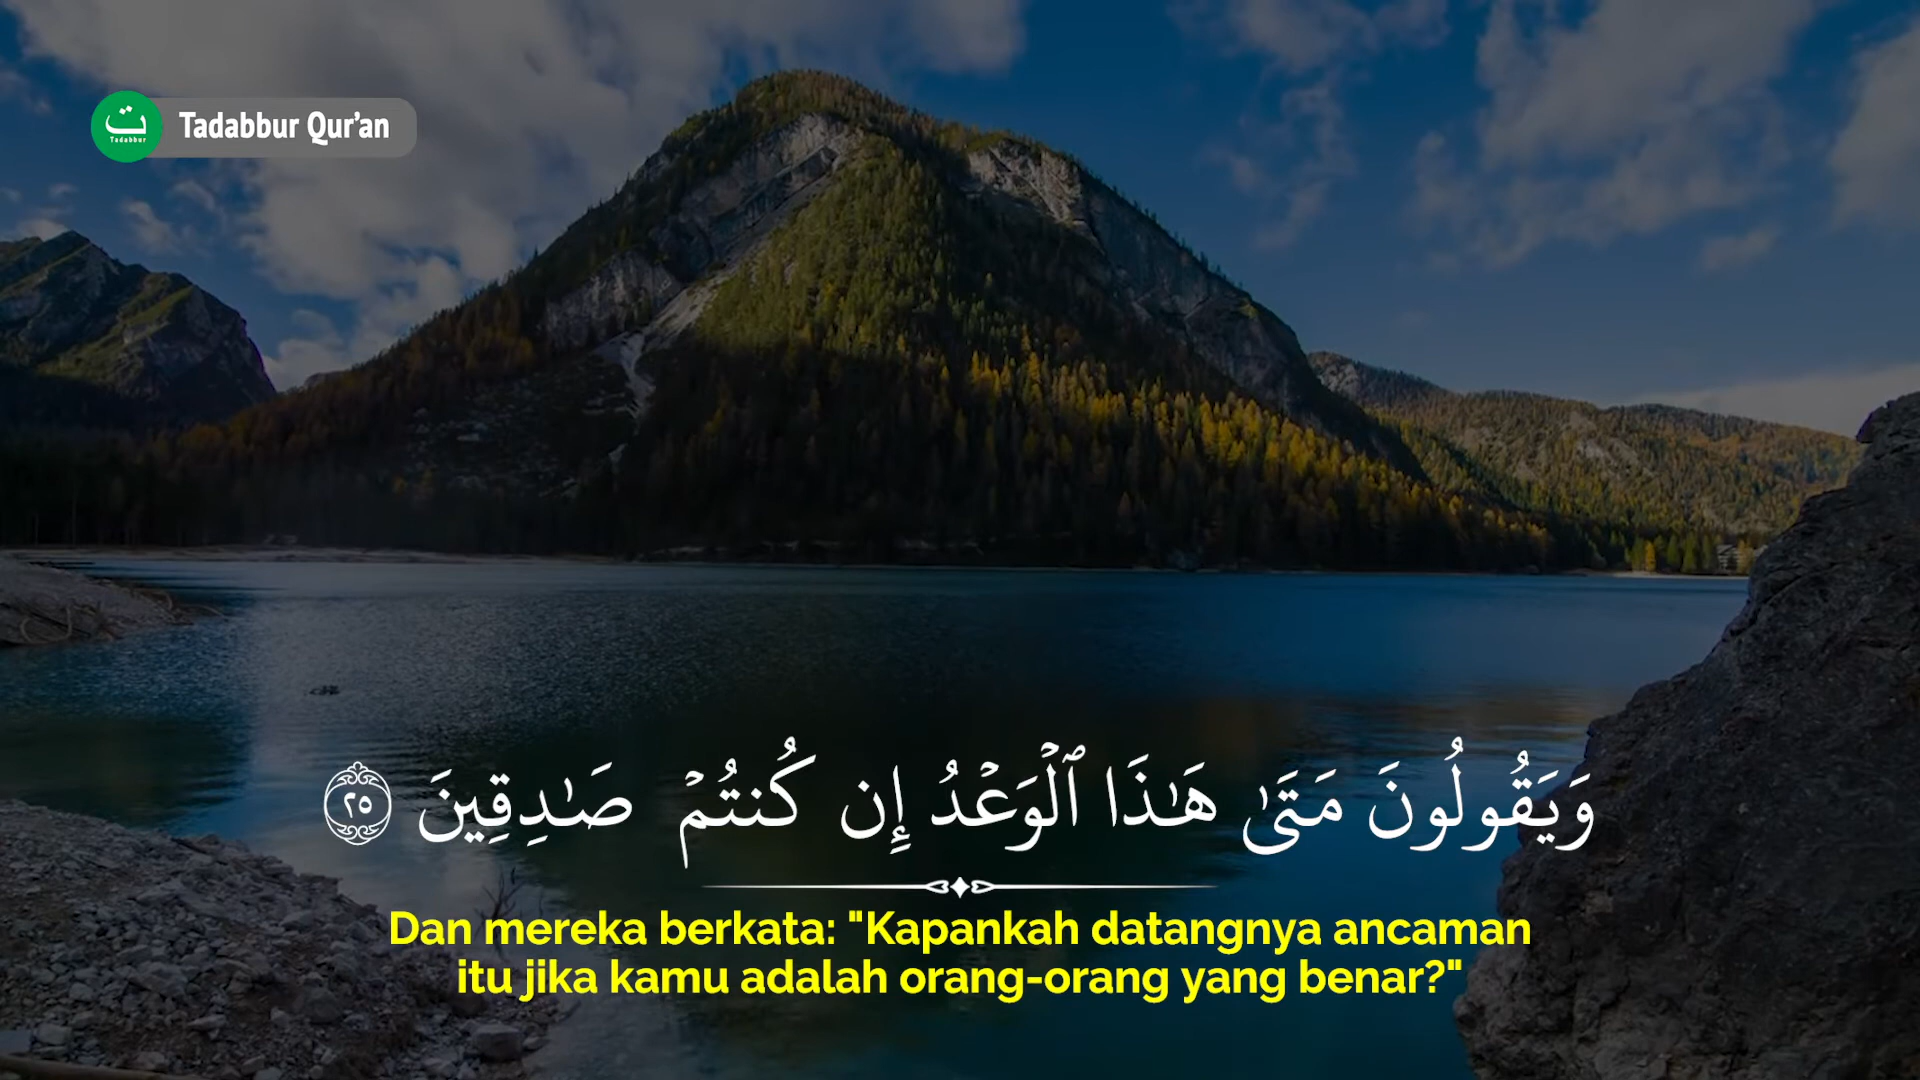 ت
Tadabbur
Tadabbur Qur'an
وَيَقُولُونَ مَتَىٰ هَـٰذَا ٱلْوَعْدُ إِن كُنتُمْ صَـٰدِقِينَ ٢٥
Dan mereka berkata: "Kapankah datangnya ancaman
itu jika kamu adalah orang-orang yang benar?"